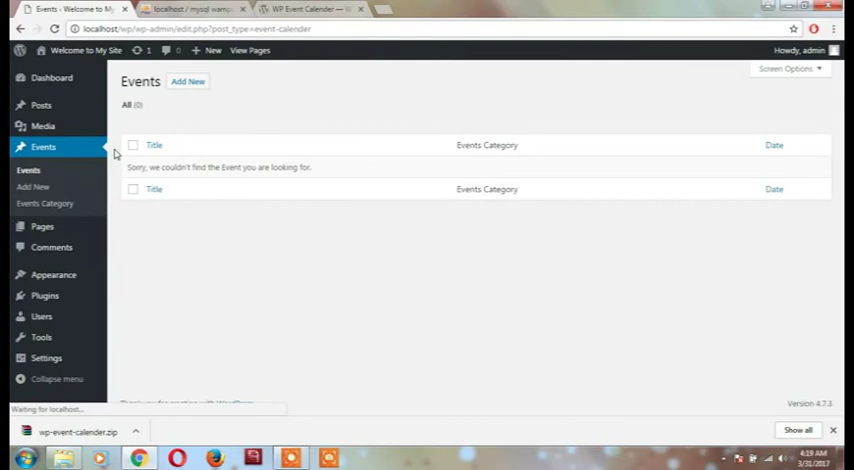 Events ‹ Welcome to My
localhost / mysql wamp
WP Event Calender — W
localhost/wp/wp-admin/edit.php?post_type=event-calender
Welcome to My Site
1
0
New
View Pages
Howdy, admin
Screen Options
Dashboard
Posts
Media
Events
Events
Add New
Events Category
Pages
Comments
Appearance
Plugins
Users
Tools
Settings
Collapse menu
Events
Add New
All (0)
Title
Events Category
Date
Sorry, we couldn't find the Event you are looking for.
Title
Events Category
Date
Version 4.7.3
Waiting for localhost...
wp-event-calender.zip
Show all
4:19 AM
3/31/2017